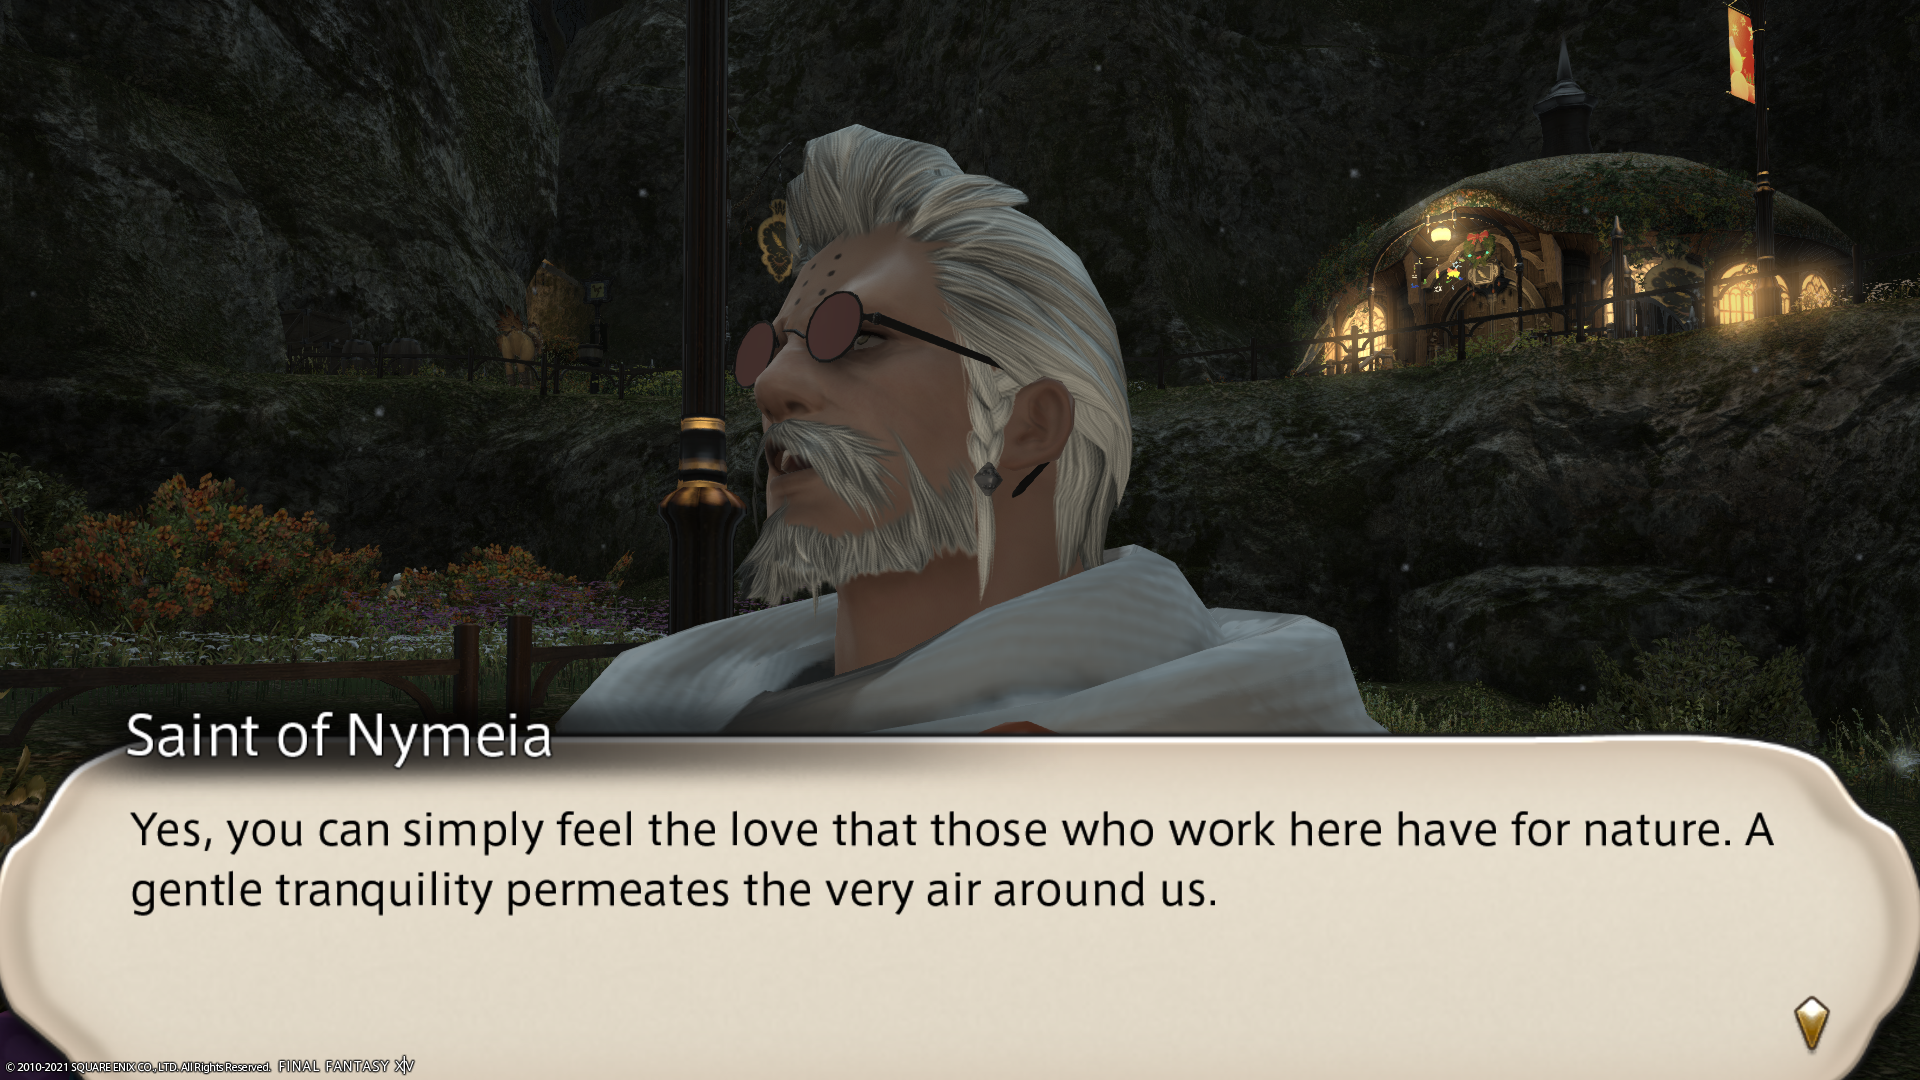 Saint of Nymeia
Yes, you can simply feel the love that those who work here have for nature. A
gentle tranquility permeates the very air around us.
© 2010-2021 SQUARE ENIX CO., LTD. All Rights Reserved. FINAL FANTASY XIV